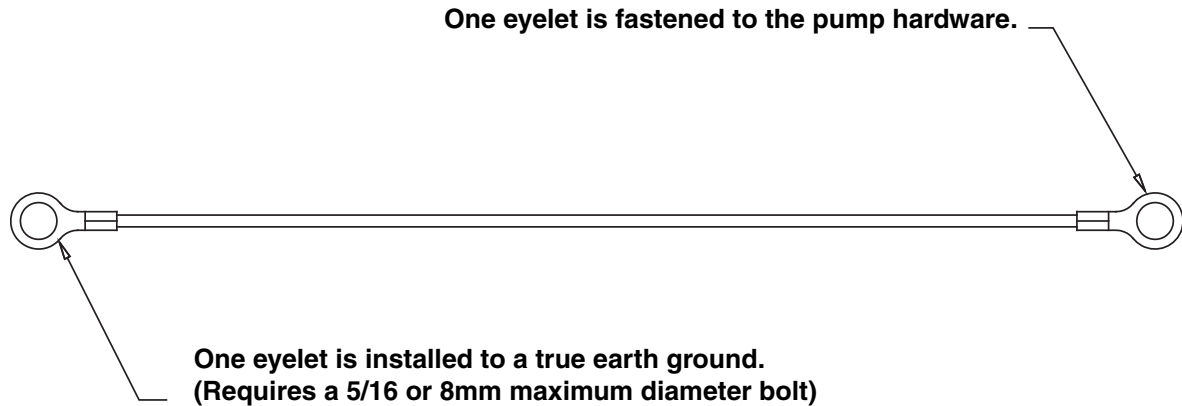 One eyelet is fastened to the pump hardware.
One eyelet is installed to a true earth ground.
(Requires a 5/16 or 8mm maximum diameter bolt)